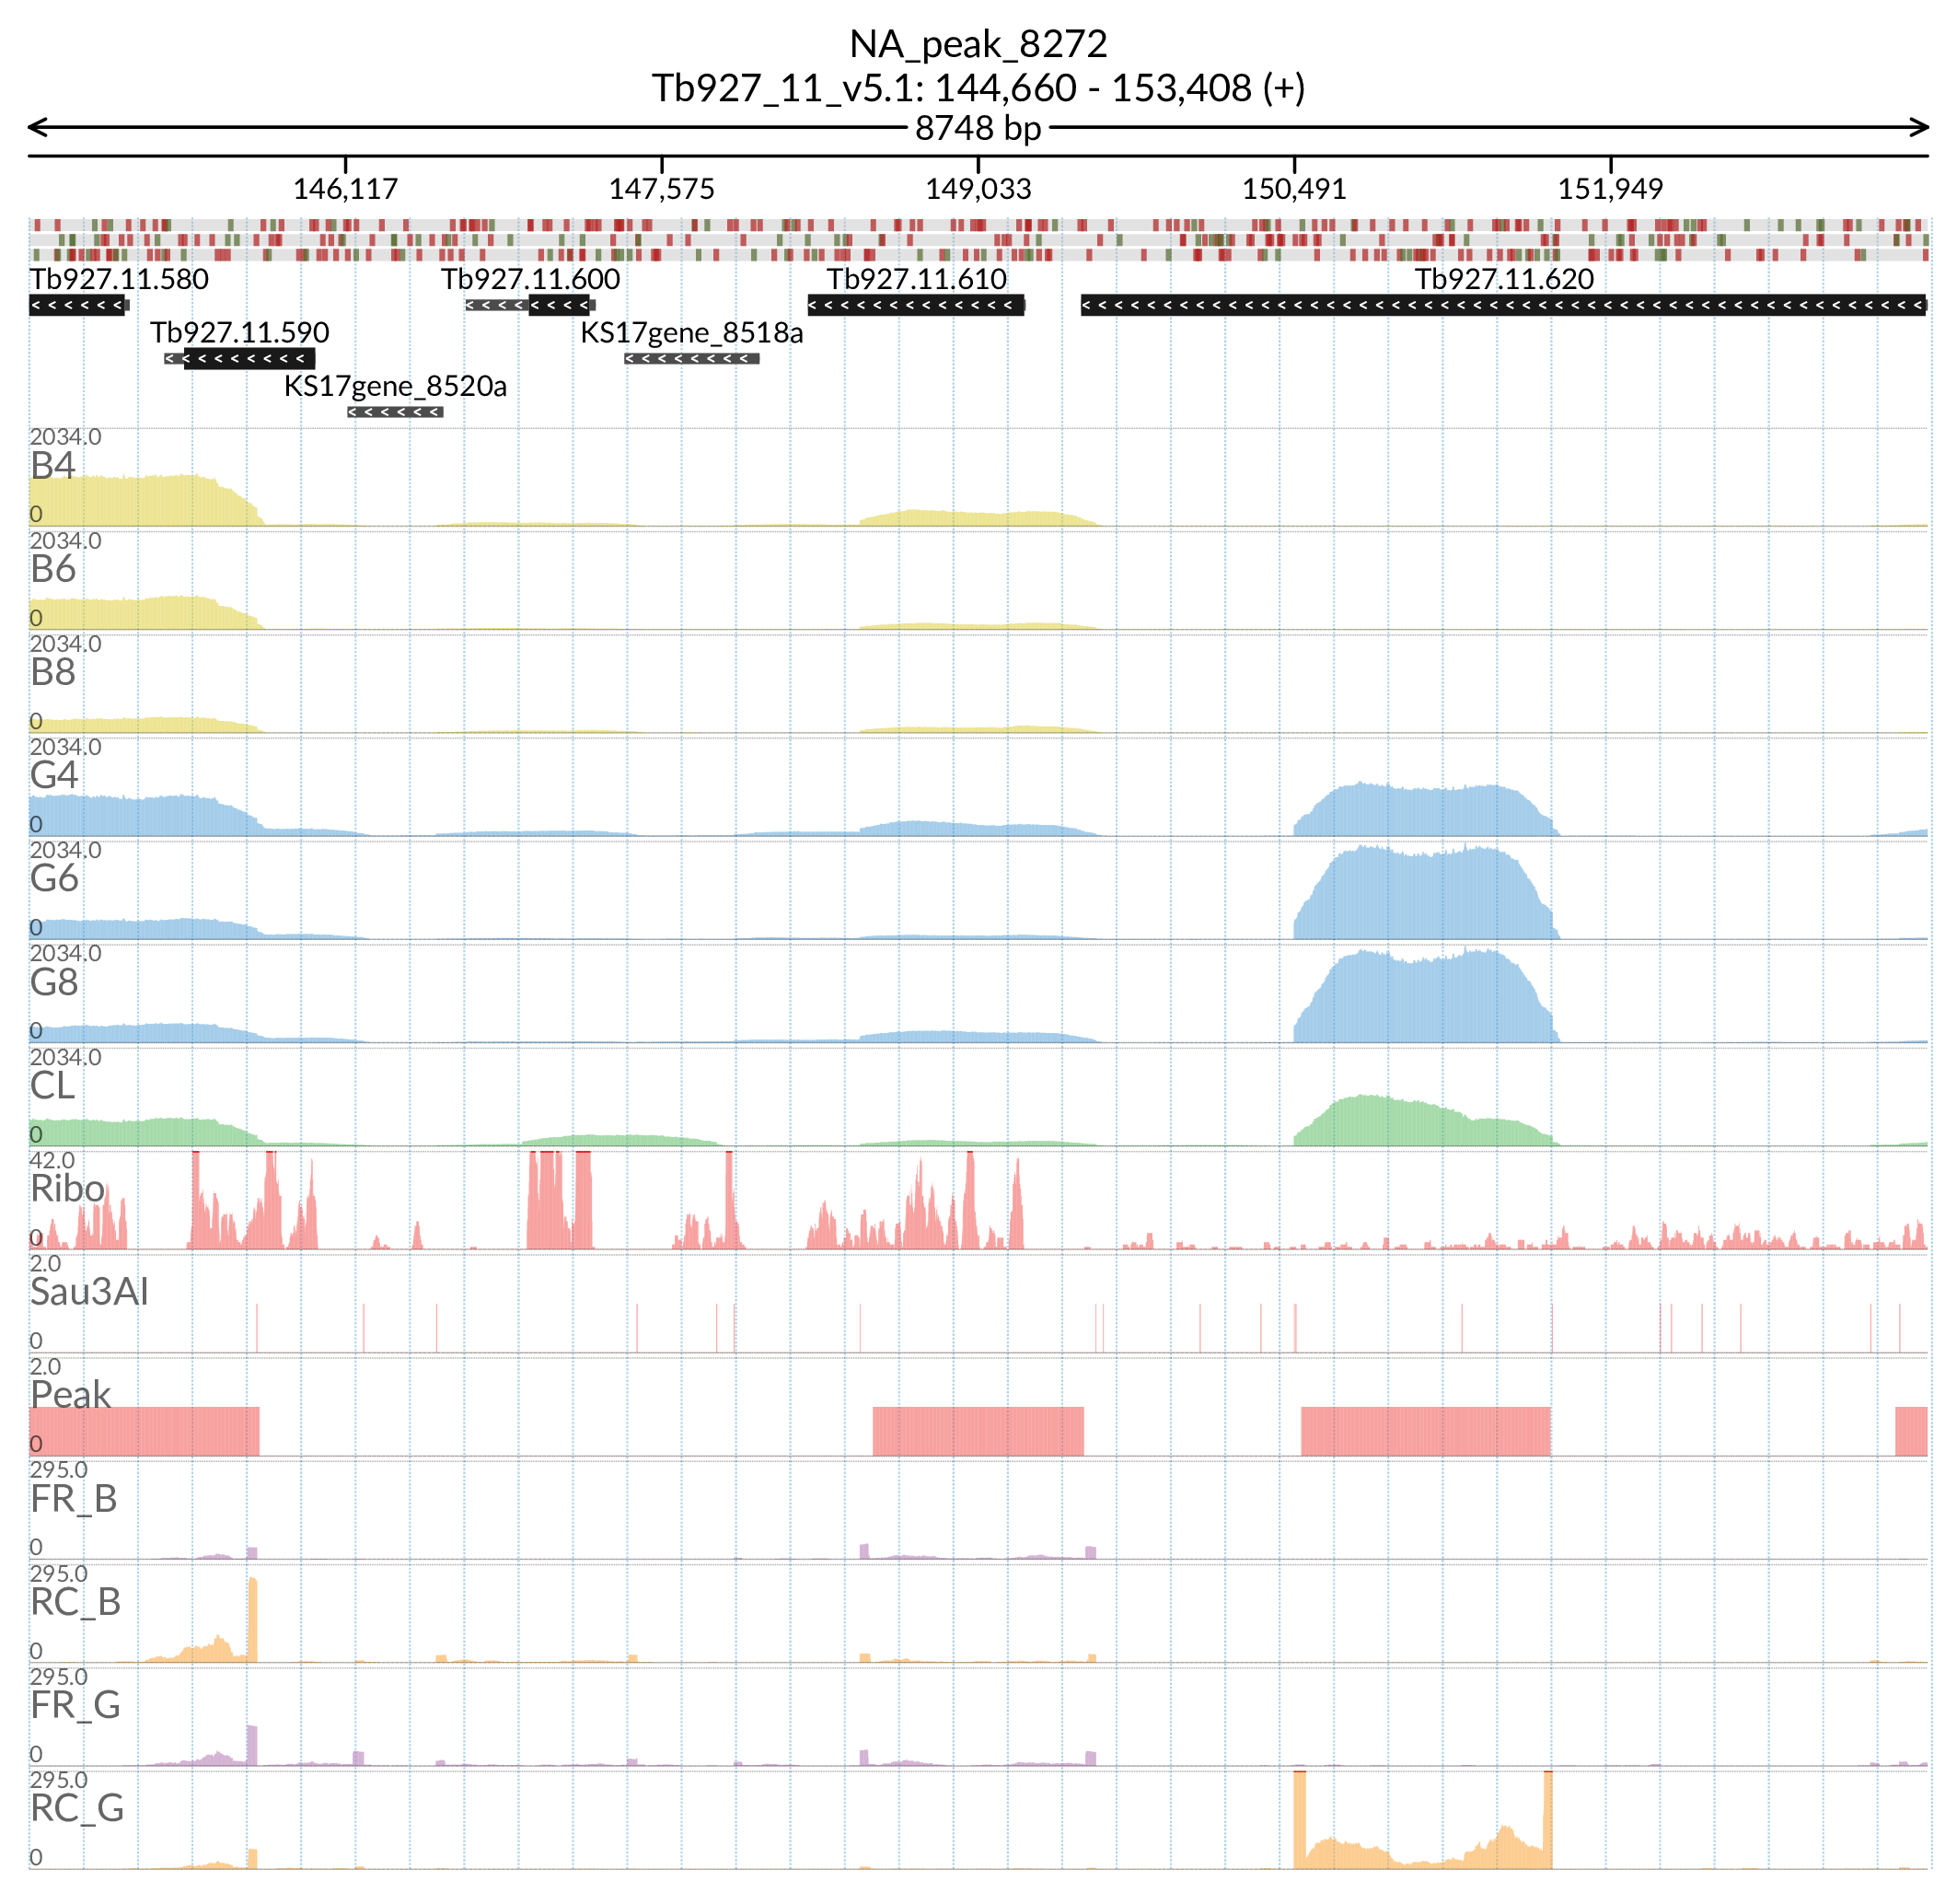 NA_peak_8272
Tb927_11_v5.1: 144,660 - 153,408 (+)
8748 bp
146,117 147,575 149,033 150,491 151,949
Tb927.11.580 Tb927.11.600 Tb927.11.610 Tb927.11.620
Tb927.11.590 KS17gene_8518a
KS17gene_8520a
2034.0
B4
0
2034.0
B6
0
2034.0
B8
0
2034.0
G4
0
2034.0
G6
0
2034.0
G8
0
2034.0
CL
0
42.0
Ribo
0
2.0
Sau3AI
0
2.0
Peak
0
295.0
FR_B
0
295.0
RC_B
0
295.0
FR_G
0
295.0
RC_G
0